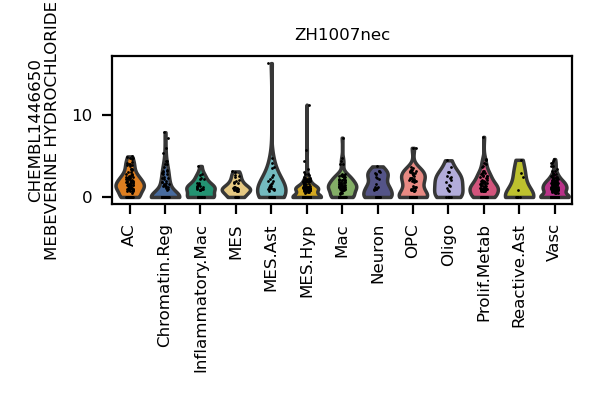 ZH1007nec
CHEMBL1446650
MEBEVERINE HYDROCHLORIDE
10
0
AC
Chromatin.Reg
Inflammatory.Mac
MES
MES.Ast
MES.Hyp
Mac
Neuron
OPC
Oligo
Prolif.Metab
Reactive.Ast
Vasc